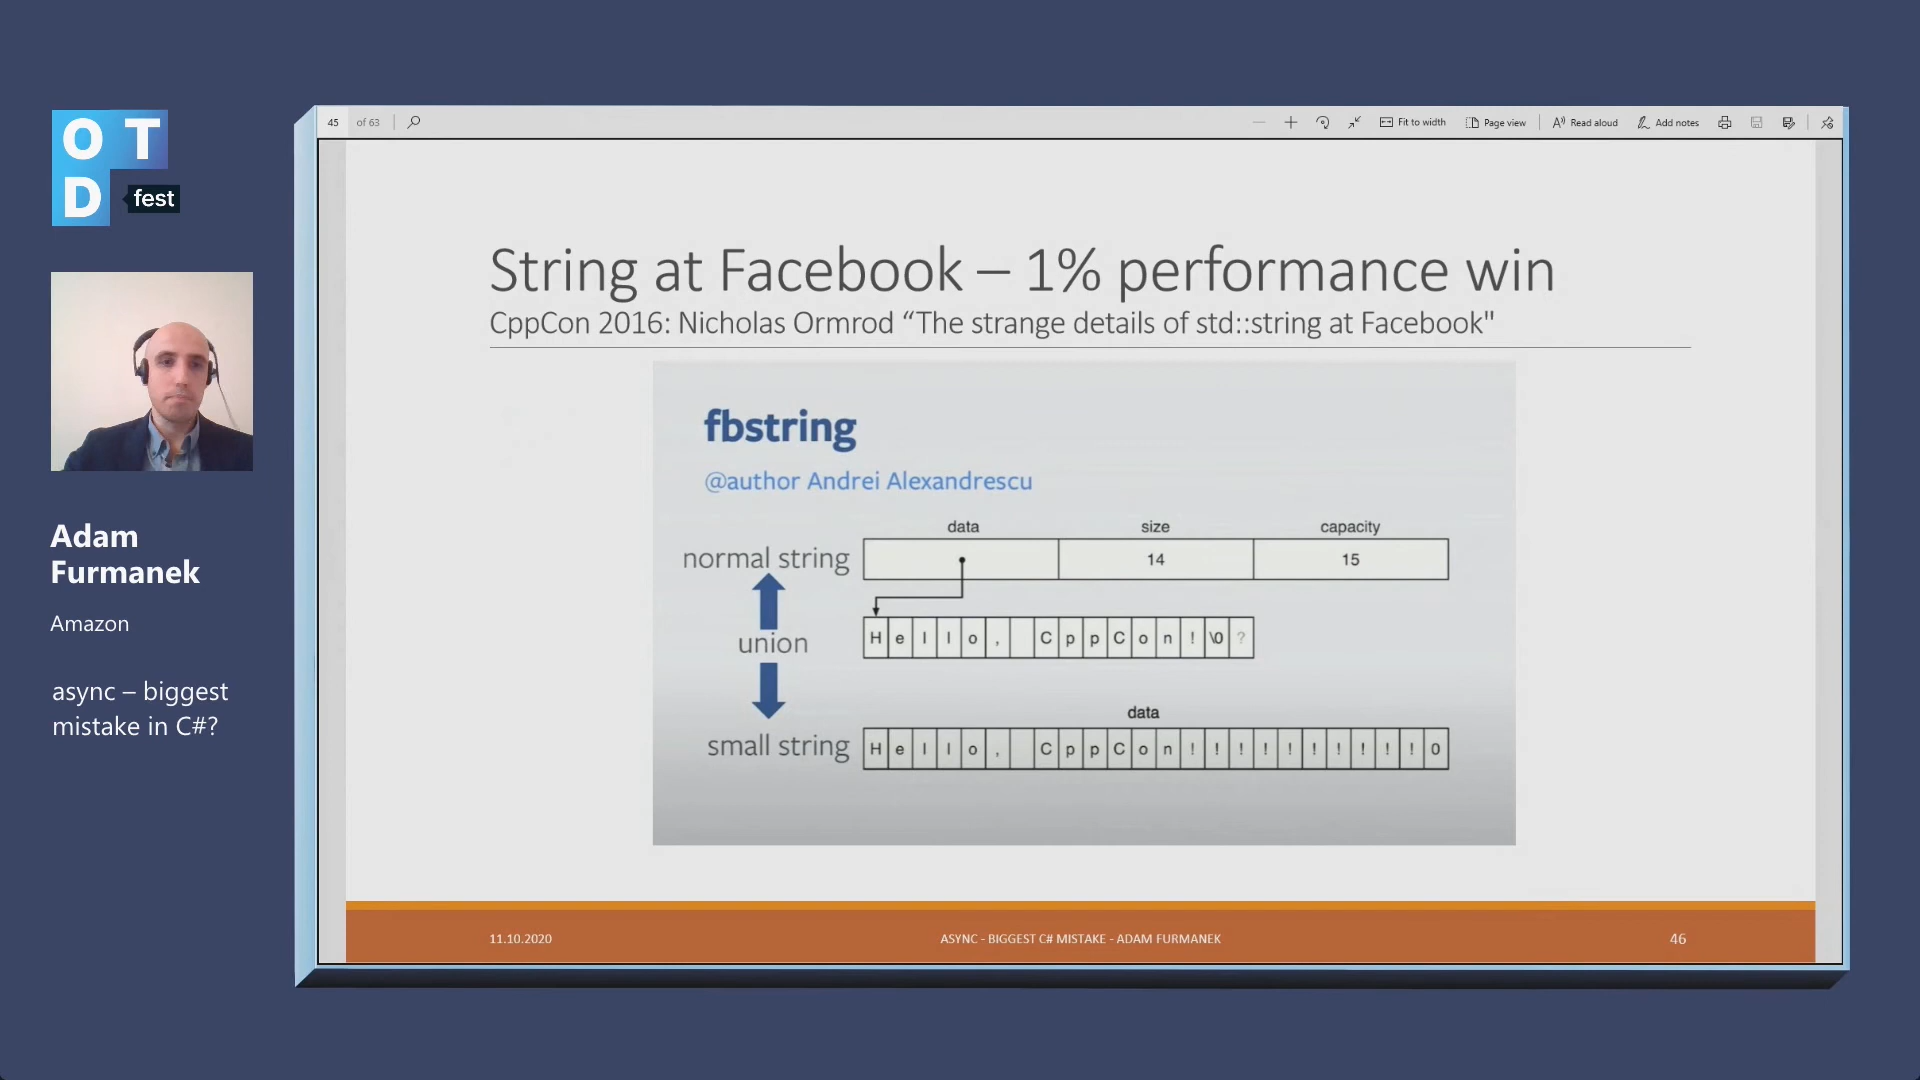 O T
D fest
Adam
Furmanek
Amazon
async – biggest
mistake in C#?
45 of 63
Fit to width Page view Read aloud Add notes
String at Facebook – 1% performance win
CppCon 2016: Nicholas Ormrod “The strange details of std::string at Facebook"
fbstring
@author Andrei Alexandrescu
data size capacity
normal string 14 15
H e l l o , C p p C o n ! \0 ?
union
data
small string H e l l o , C p p C o n ! ! ! ! ! ! ! ! ! ! 0
11.10.2020 ASYNC - BIGGEST C# MISTAKE - ADAM FURMANEK 46